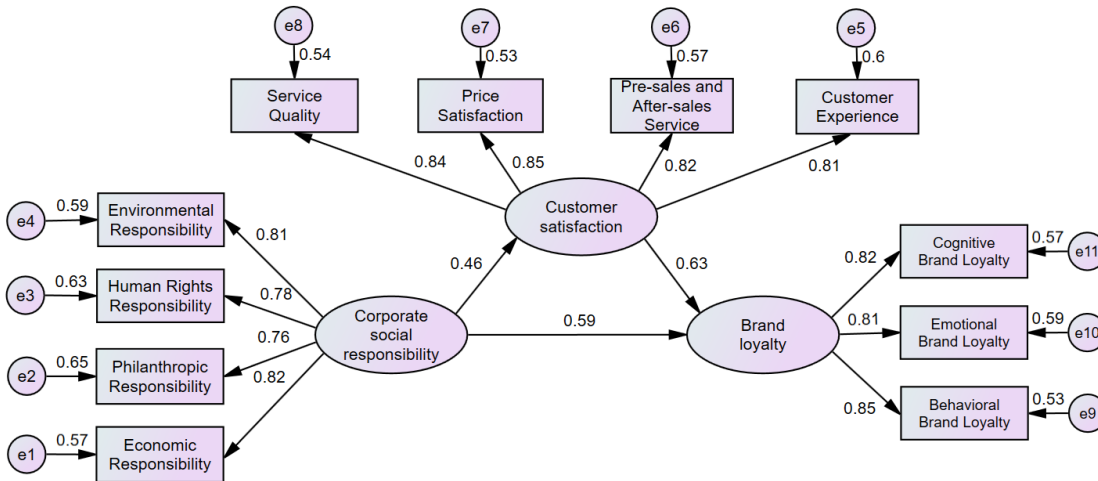 e8
e7
e6
e5
0.54
0.53
0.57
0.6
Service
Quality
Price
Satisfaction
Pre-sales and
After-sales
Service
Customer
Experience
0.84
0.85
0.82
0.81
e4
0.59
Environmental
Responsibility
0.81
Customer
satisfaction
Cognitive
Brand Loyalty
0.57
e11
0.82
e3
0.63
Human Rights
Responsibility
0.78
0.46
0.63
Corporate
social
responsibility
0.59
Brand
loyalty
0.81
Emotional
Brand Loyalty
0.59
e10
e2
0.65
Philanthropic
Responsibility
0.76
0.82
0.85
Behavioral
Brand Loyalty
0.53
e9
e1
0.57
Economic
Responsibility